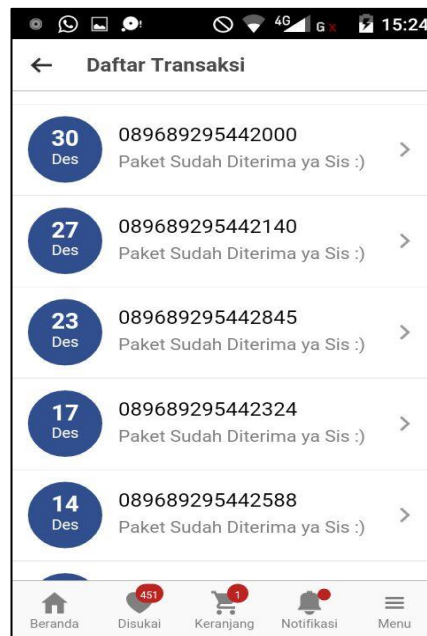 4G
G x
15:24
Daftar Transaksi
30
Des
089689295442000
Paket Sudah Diterima ya Sis :)
27
Des
089689295442140
Paket Sudah Diterima ya Sis :)
23
Des
089689295442845
Paket Sudah Diterima ya Sis :)
17
Des
089689295442324
Paket Sudah Diterima ya Sis :)
14
Des
089689295442588
Paket Sudah Diterima ya Sis :)
451
1
Beranda
Disukai
Keranjang
Notifikasi
Menu